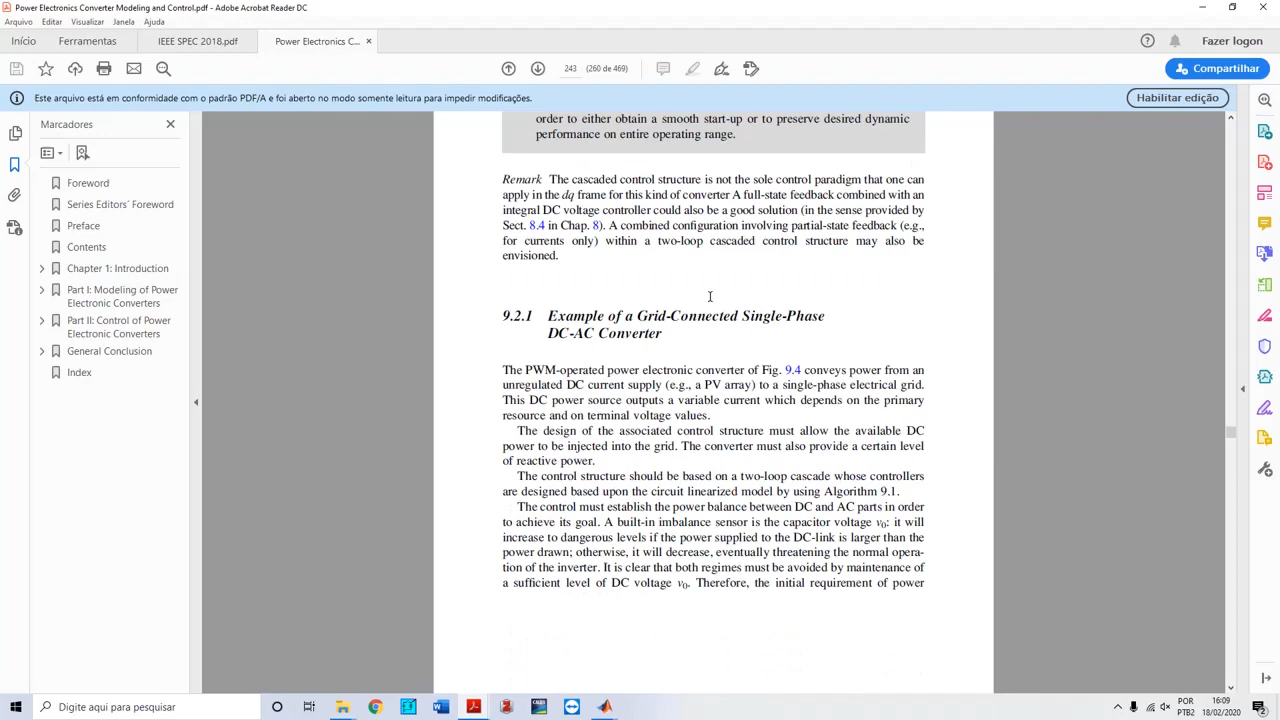 Power Electronics Converter Modeling and Control.pdf - Adobe Acrobat Reader DC
Arquivo Editar Visualizar Janela Ajuda
Início Ferramentas IEEE SPEC 2018.pdf Power Electronics C... × Fazer logon
243 (260 de 469) Compartilhar
Este arquivo está em conformidade com o padrão PDF/A e foi aberto no modo somente leitura para impedir modificações. Habilitar edição
Marcadores
Foreword
Series Editors´ Foreword
Preface
Contents
Chapter 1: Introduction
Part I: Modeling of Power
Electronic Converters
Part II: Control of Power
Electronic Converters
General Conclusion
Index
order to either obtain a smooth start-up or to preserve desired dynamic
performance on entire operating range.
Remark The cascaded control structure is not the sole control paradigm that one can
apply in the dq frame for this kind of converter A full-state feedback combined with an
integral DC voltage controller could also be a good solution (in the sense provided by
Sect. 8.4 in Chap. 8). A combined configuration involving partial-state feedback (e.g.,
for currents only) within a two-loop cascaded control structure may also be
envisioned.
9.2.1 Example of a Grid-Connected Single-Phase
DC-AC Converter
The PWM-operated power electronic converter of Fig. 9.4 conveys power from an
unregulated DC current supply (e.g., a PV array) to a single-phase electrical grid.
This DC power source outputs a variable current which depends on the primary
resource and on terminal voltage values.
The design of the associated control structure must allow the available DC
power to be injected into the grid. The converter must also provide a certain level
of reactive power.
The control structure should be based on a two-loop cascade whose controllers
are designed based upon the circuit linearized model by using Algorithm 9.1.
The control must establish the power balance between DC and AC parts in order
to achieve its goal. A built-in imbalance sensor is the capacitor voltage v0: it will
increase to dangerous levels if the power supplied to the DC-link is larger than the
power drawn; otherwise, it will decrease, eventually threatening the normal opera-
tion of the inverter. It is clear that both regimes must be avoided by maintenance of
a sufficient level of DC voltage v0. Therefore, the initial requirement of power
Digite aqui para pesquisar
POR 16:09
PTB2 18/02/2020 2